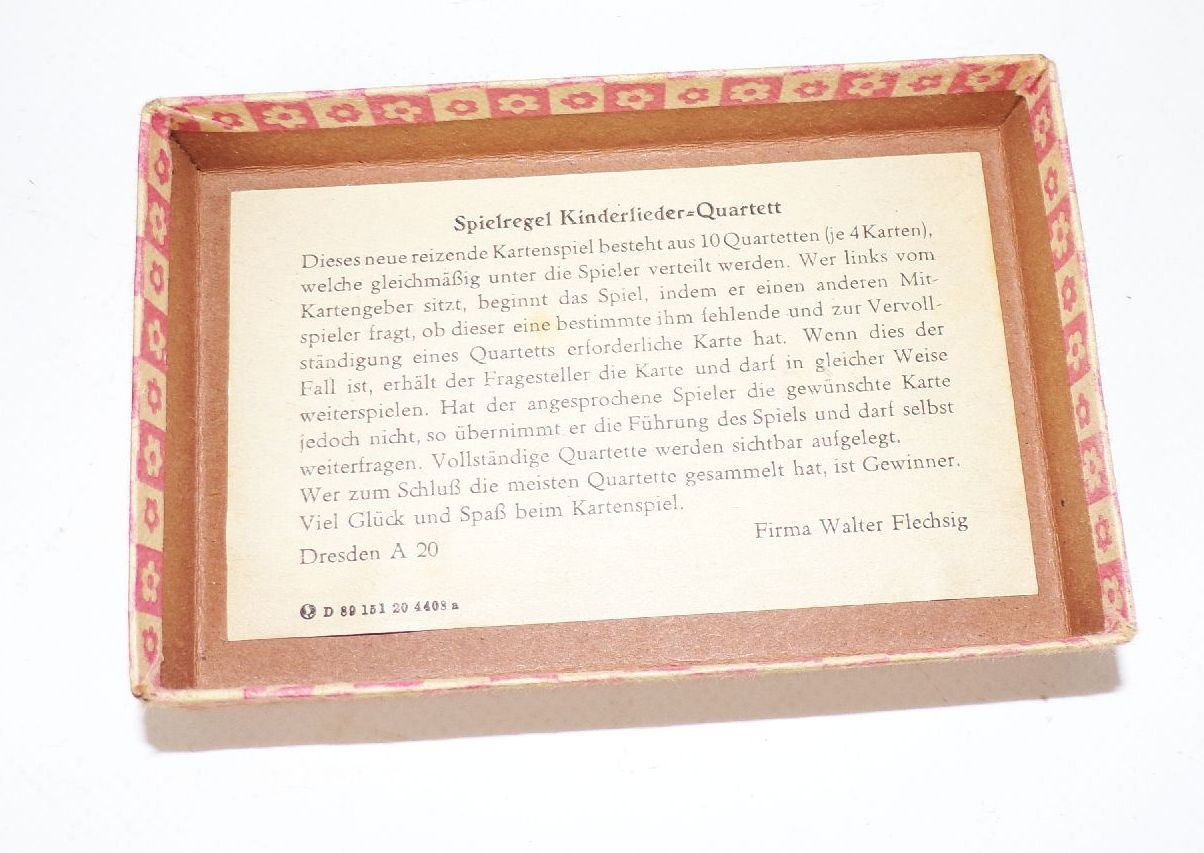 Spielregel Kinderlieder=Quartett
Dieses neue reizende Kartenspiel besteht aus 10 Quartetten (je 4 Karten),
welche gleichmäßig unter die Spieler verteilt werden. Wer links vom
Kartengeber sitzt, beginnt das Spiel, indem er einen anderen Mit-
spieler fragt, ob dieser eine bestimmte ihm fehlende und zur Vervoll-
ständigung eines Quartetts erforderliche Karte hat. Wenn dies der
Fall ist, erhält der Fragesteller die Karte und darf in gleicher Weise
weiterspielen. Hat der angesprochene Spieler die gewünschte Karte
jedoch nicht, so übernimmt er die Führung des Spiels und darf selbst
weiterfragen. Vollständige Quartette werden sichtbar aufgelegt.
Wer zum Schluß die meisten Quartette gesammelt hat, ist Gewinner.
Viel Glück und Spaß beim Kartenspiel.
Firma Walter Flechsig
Dresden A 20
D 89 151 20 4408 a